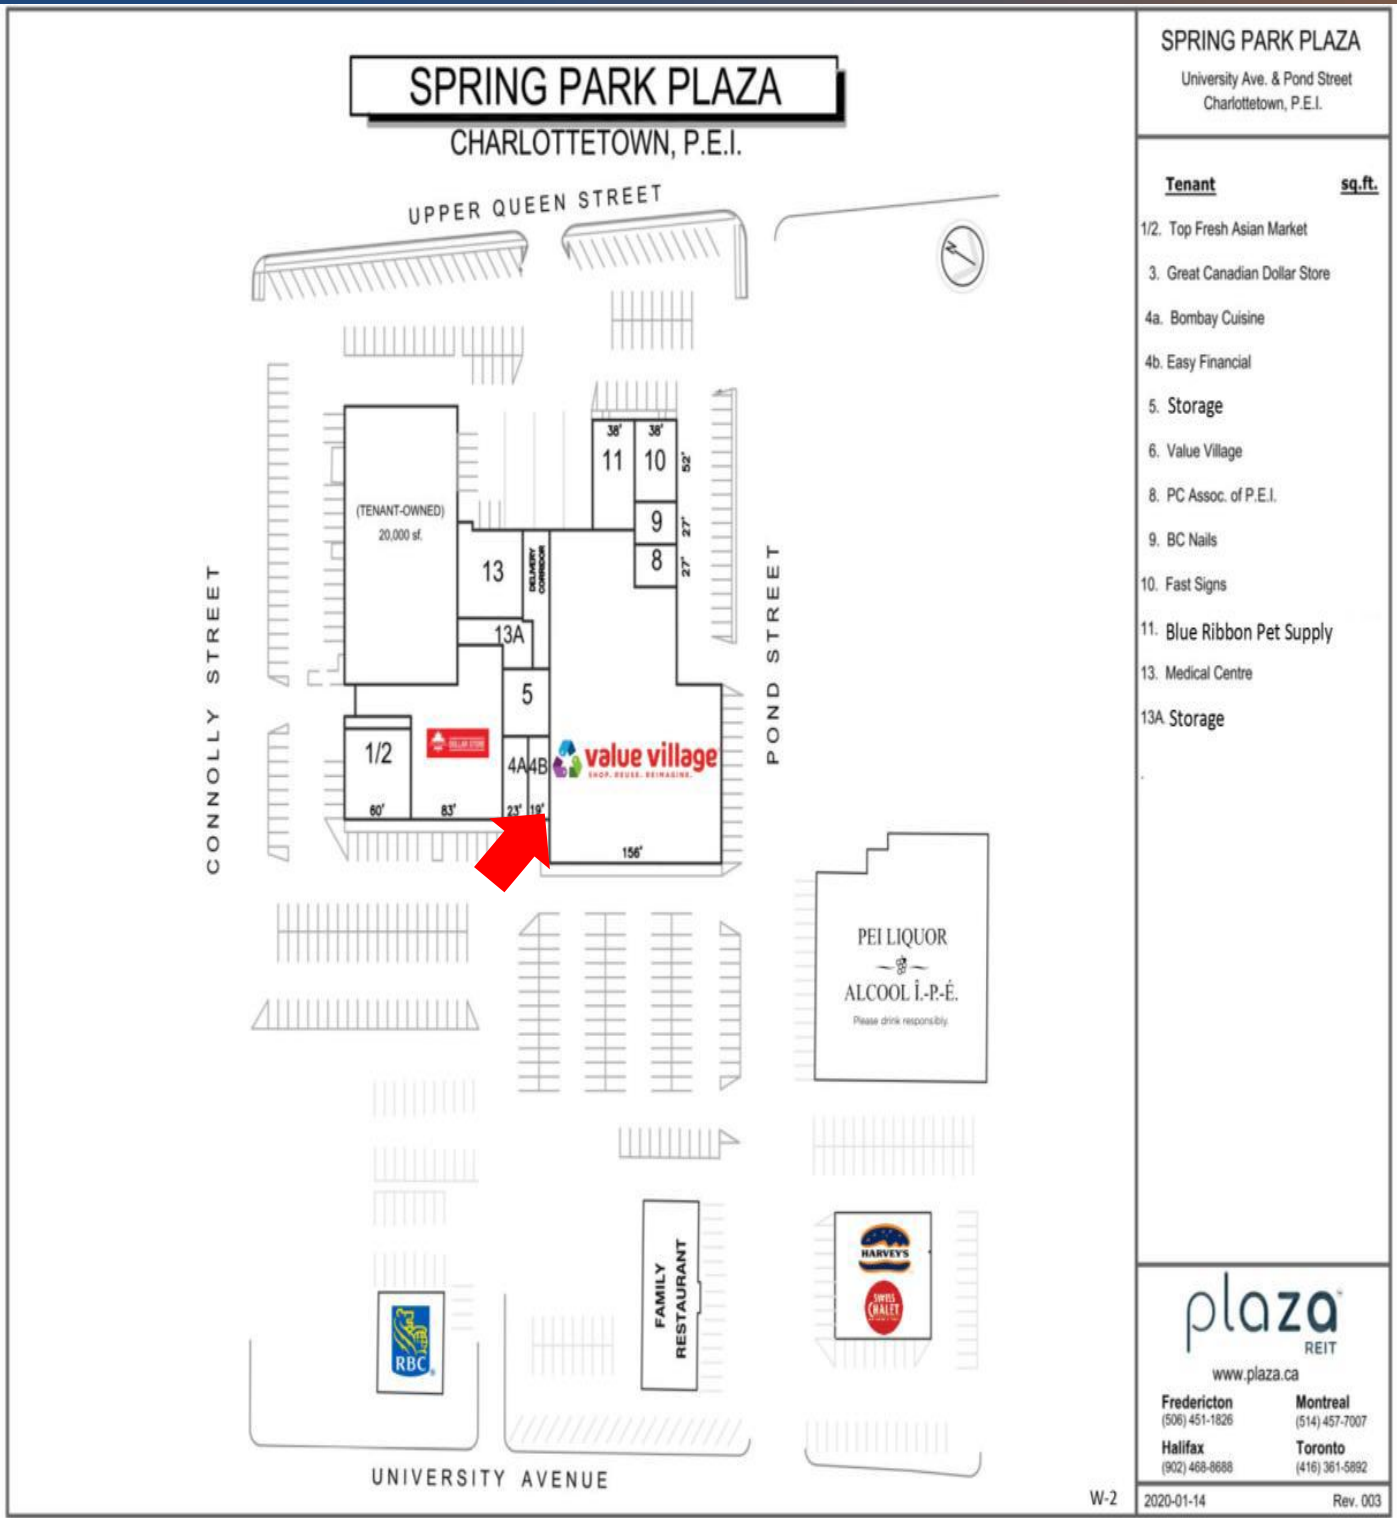 SPRING PARK PLAZA
CHARLOTTETOWN, P.E.I.
UPPER QUEEN STREET
N
38'
38'
11
10
52'
(TENANT-OWNED)
20,000 sf.
9
27'
8
27'
13
DELIVERY
CORRIDOR
13A
5
CONNOLLY STREET
POND STREET
1/2
DOLLAR STORE
4A
4B
value village
SHOP. REUSE. REIMAGINE.
60'
83'
23'
19'
156'
PEI LIQUOR
ALCOOL Î.-P.-É.
Please drink responsibly.
FAMILY
RESTAURANT
HARVEY'S
SWISS
CHALET
RBC
UNIVERSITY AVENUE
W-2
SPRING PARK PLAZA
University Ave. & Pond Street
Charlottetown, P.E.I.
Tenant sq.ft.
1/2. Top Fresh Asian Market
3. Great Canadian Dollar Store
4a. Bombay Cuisine
4b. Easy Financial
5. Storage
6. Value Village
8. PC Assoc. of P.E.I.
9. BC Nails
10. Fast Signs
11. Blue Ribbon Pet Supply
13. Medical Centre
13A Storage
plaza
REIT
www.plaza.ca
Fredericton Montreal
(506) 451-1826 (514) 457-7007
Halifax Toronto
(902) 468-8688 (416) 361-5892
2020-01-14 Rev. 003